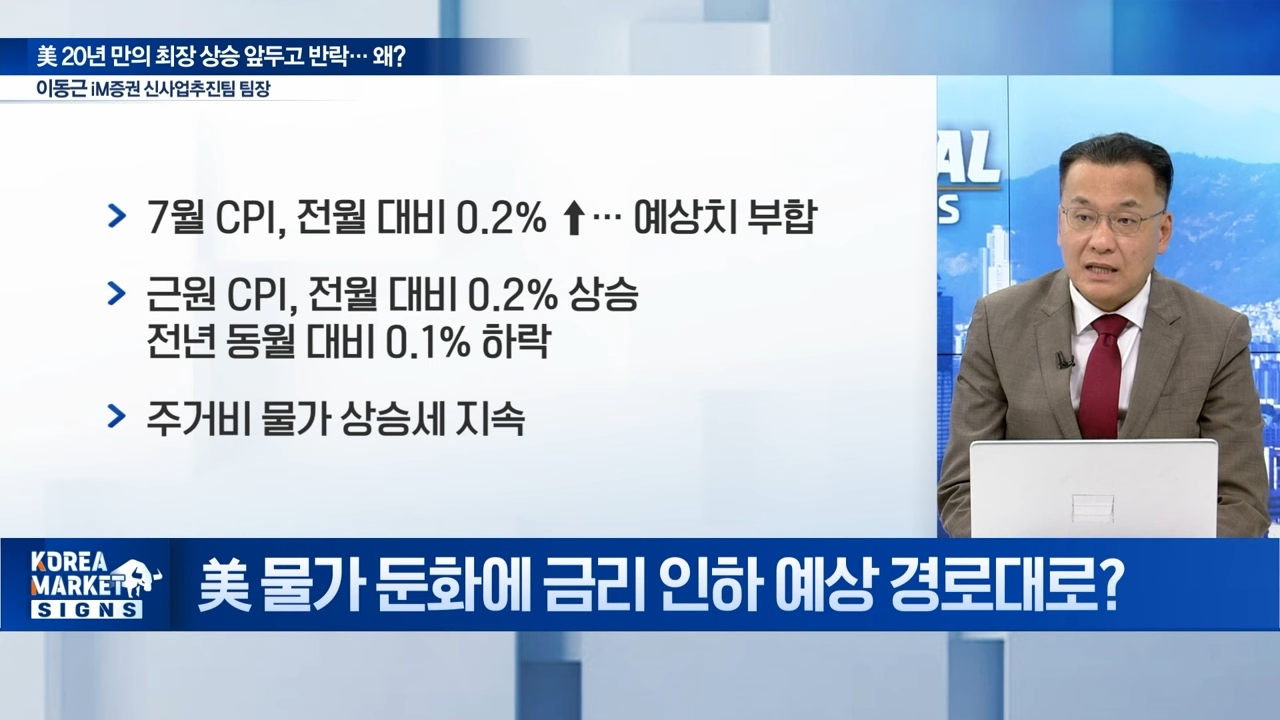 美 20년 만의 최장 상승 앞두고 반락… 왜?
이동근 iM증권 신사업추진팀 팀장
7월 CPI, 전월 대비 0.2% ⬆… 예상치 부합
근원 CPI, 전월 대비 0.2% 상승
전년 동월 대비 0.1% 하락
주거비 물가 상승세 지속
AL
S
KOREA
MARKET
SIGNS
美 물가 둔화에 금리 인하 예상 경로대로?